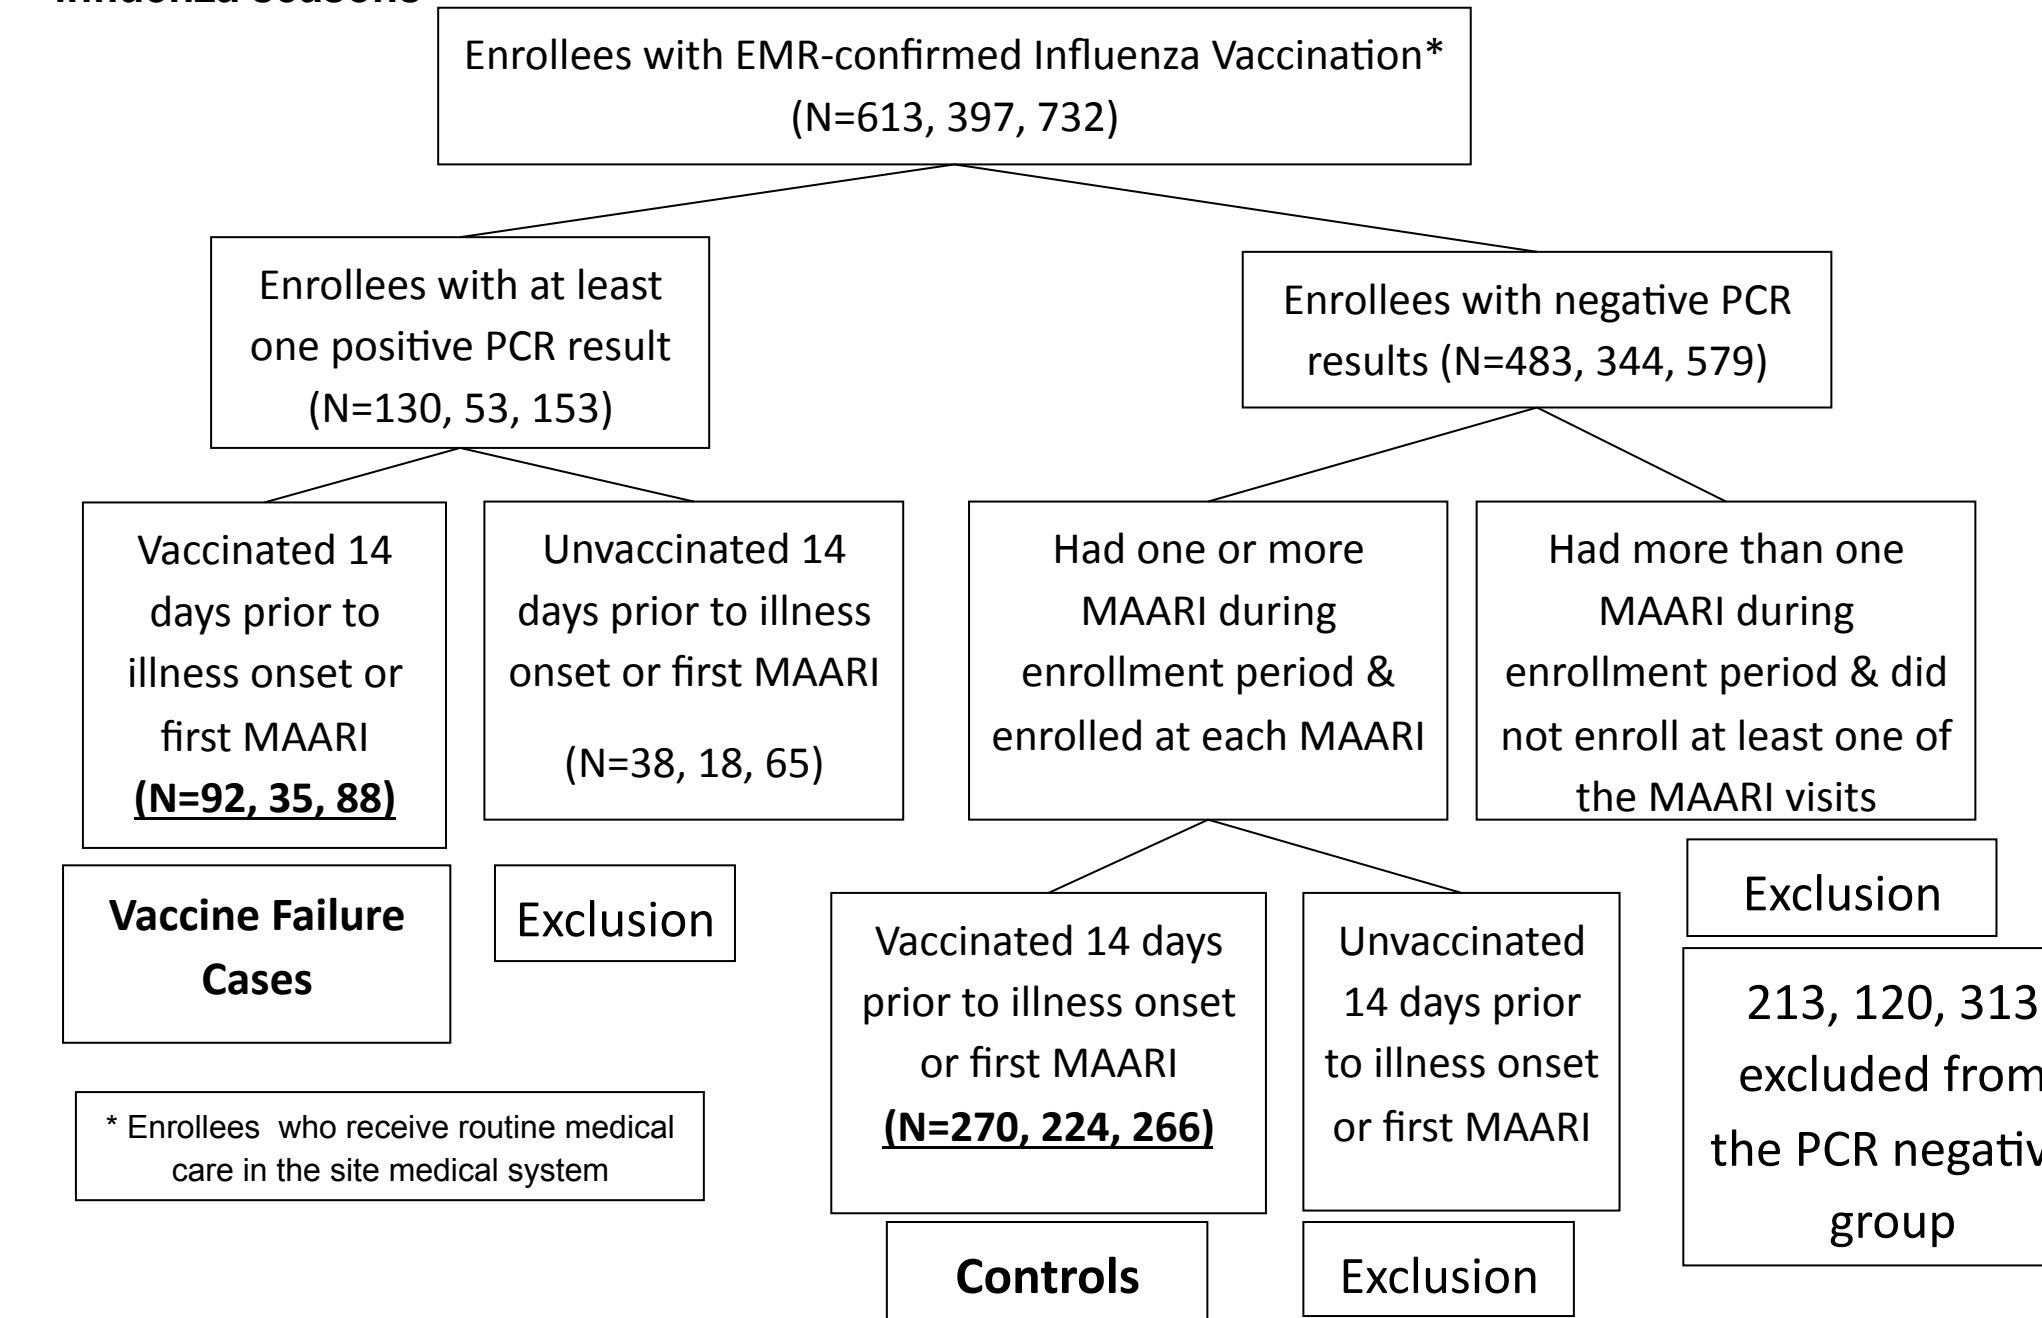 Influenza seasons
Enrollees with EMR-confirmed Influenza Vaccination*
(N=613, 397, 732)
Enrollees with at least
one positive PCR result
(N=130, 53, 153)
Enrollees with negative PCR
results (N=483, 344, 579)
Vaccinated 14
days prior to
illness onset or
first MAARI
(N=92, 35, 88)
Unvaccinated 14
days prior to illness
onset or first MAARI
(N=38, 18, 65)
Had one or more
MAARI during
enrollment period &
enrolled at each MAARI
Had more than one
MAARI during
enrollment period & did
not enroll at least one of
the MAARI visits
Vaccine Failure
Cases
Exclusion
Vaccinated 14 days
prior to illness onset
or first MAARI
(N=270, 224, 266)
Unvaccinated
14 days prior
to illness onset
or first MAARI
Exclusion
213, 120, 313
excluded from
the PCR negativ
group
* Enrollees who receive routine medical
care in the site medical system
Controls
Exclusion